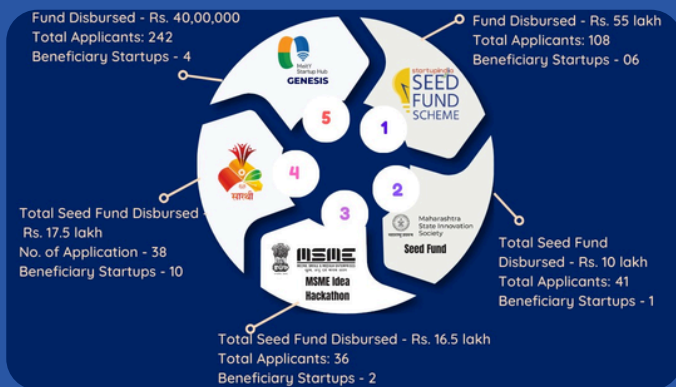 Fund Disbursed - Rs. 40,00,000
Total Applicants: 242
Beneficiary Startups - 4
Fund Disbursed - Rs. 55 lakh
Total Applicants: 108
Beneficiary Startups - 06
MeitY
Startup Hub
GENESIS
5
startupindia
SEED
FUND
SCHEME
1
4
सारथी
2
Maharashtra
State Innovation
Society
Seed Fund
3
MSME
MSME Idea
Hackathon
Total Seed Fund Disbursed -
Rs. 17.5 lakh
No. of Application - 38
Beneficiary Startups - 10
Total Seed Fund
Disbursed - Rs. 10 lakh
Total Applicants: 41
Beneficiary Startups - 1
Total Seed Fund Disbursed - Rs. 16.5 lakh
Total Applicants: 36
Beneficiary Startups - 2